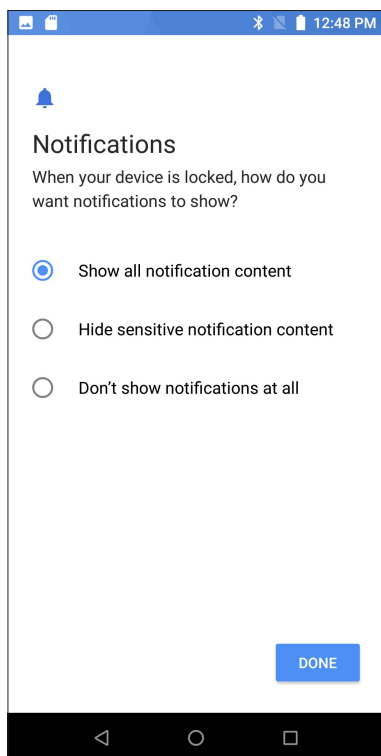 12:48 PM
Notifications
When your device is locked, how do you
want notifications to show?
Show all notification content
Hide sensitive notification content
Don’t show notifications at all
DONE